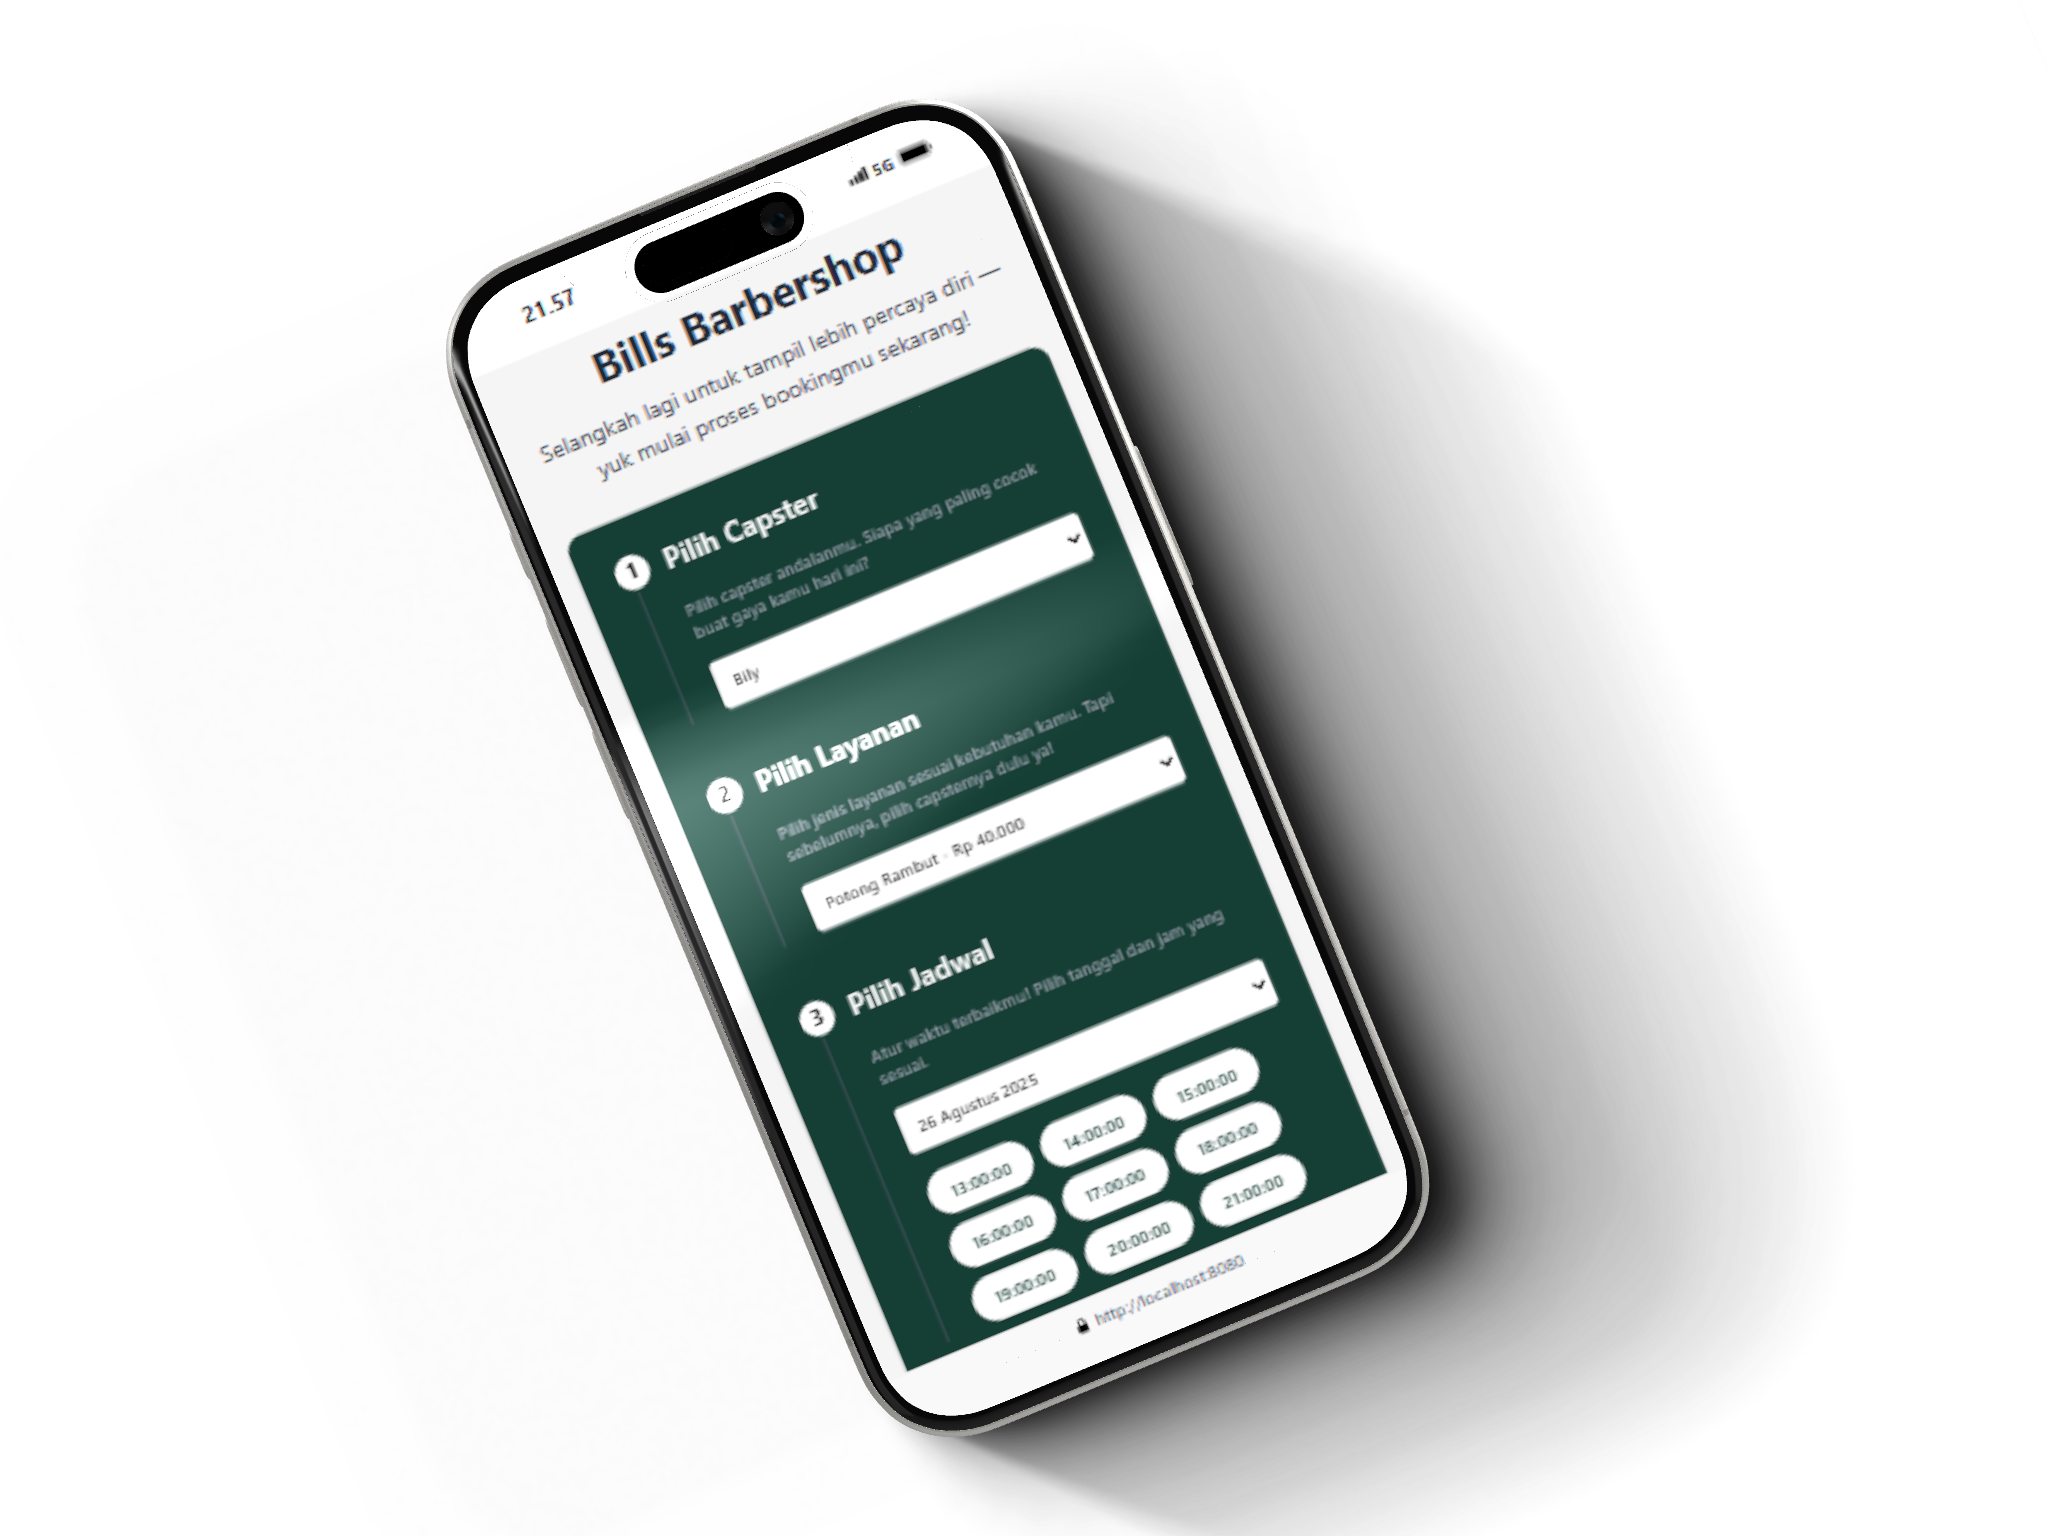 21.57
5G
Bills Barbershop
Selangkah lagi untuk tampil lebih percaya diri —
yuk mulai proses bookingmu sekarang!
1 Pilih Capster
Pilih capster andalanmu. Siapa yang paling cocok
buat gaya kamu hari ini?
Bily
2 Pilih Layanan
Pilih jenis layanan sesuai kebutuhan kamu. Tapi
sebelumnya, pilih capsternya dulu ya!
Potong Rambut - Rp 40.000
3 Pilih Jadwal
Atur waktu terbaikmu! Pilih tanggal dan jam yang
sesuai.
26 Agustus 2025
13:00:00 14:00:00 15:00:00
16:00:00 17:00:00 18:00:00
19:00:00 20:00:00 21:00:00
http://localhost:8080